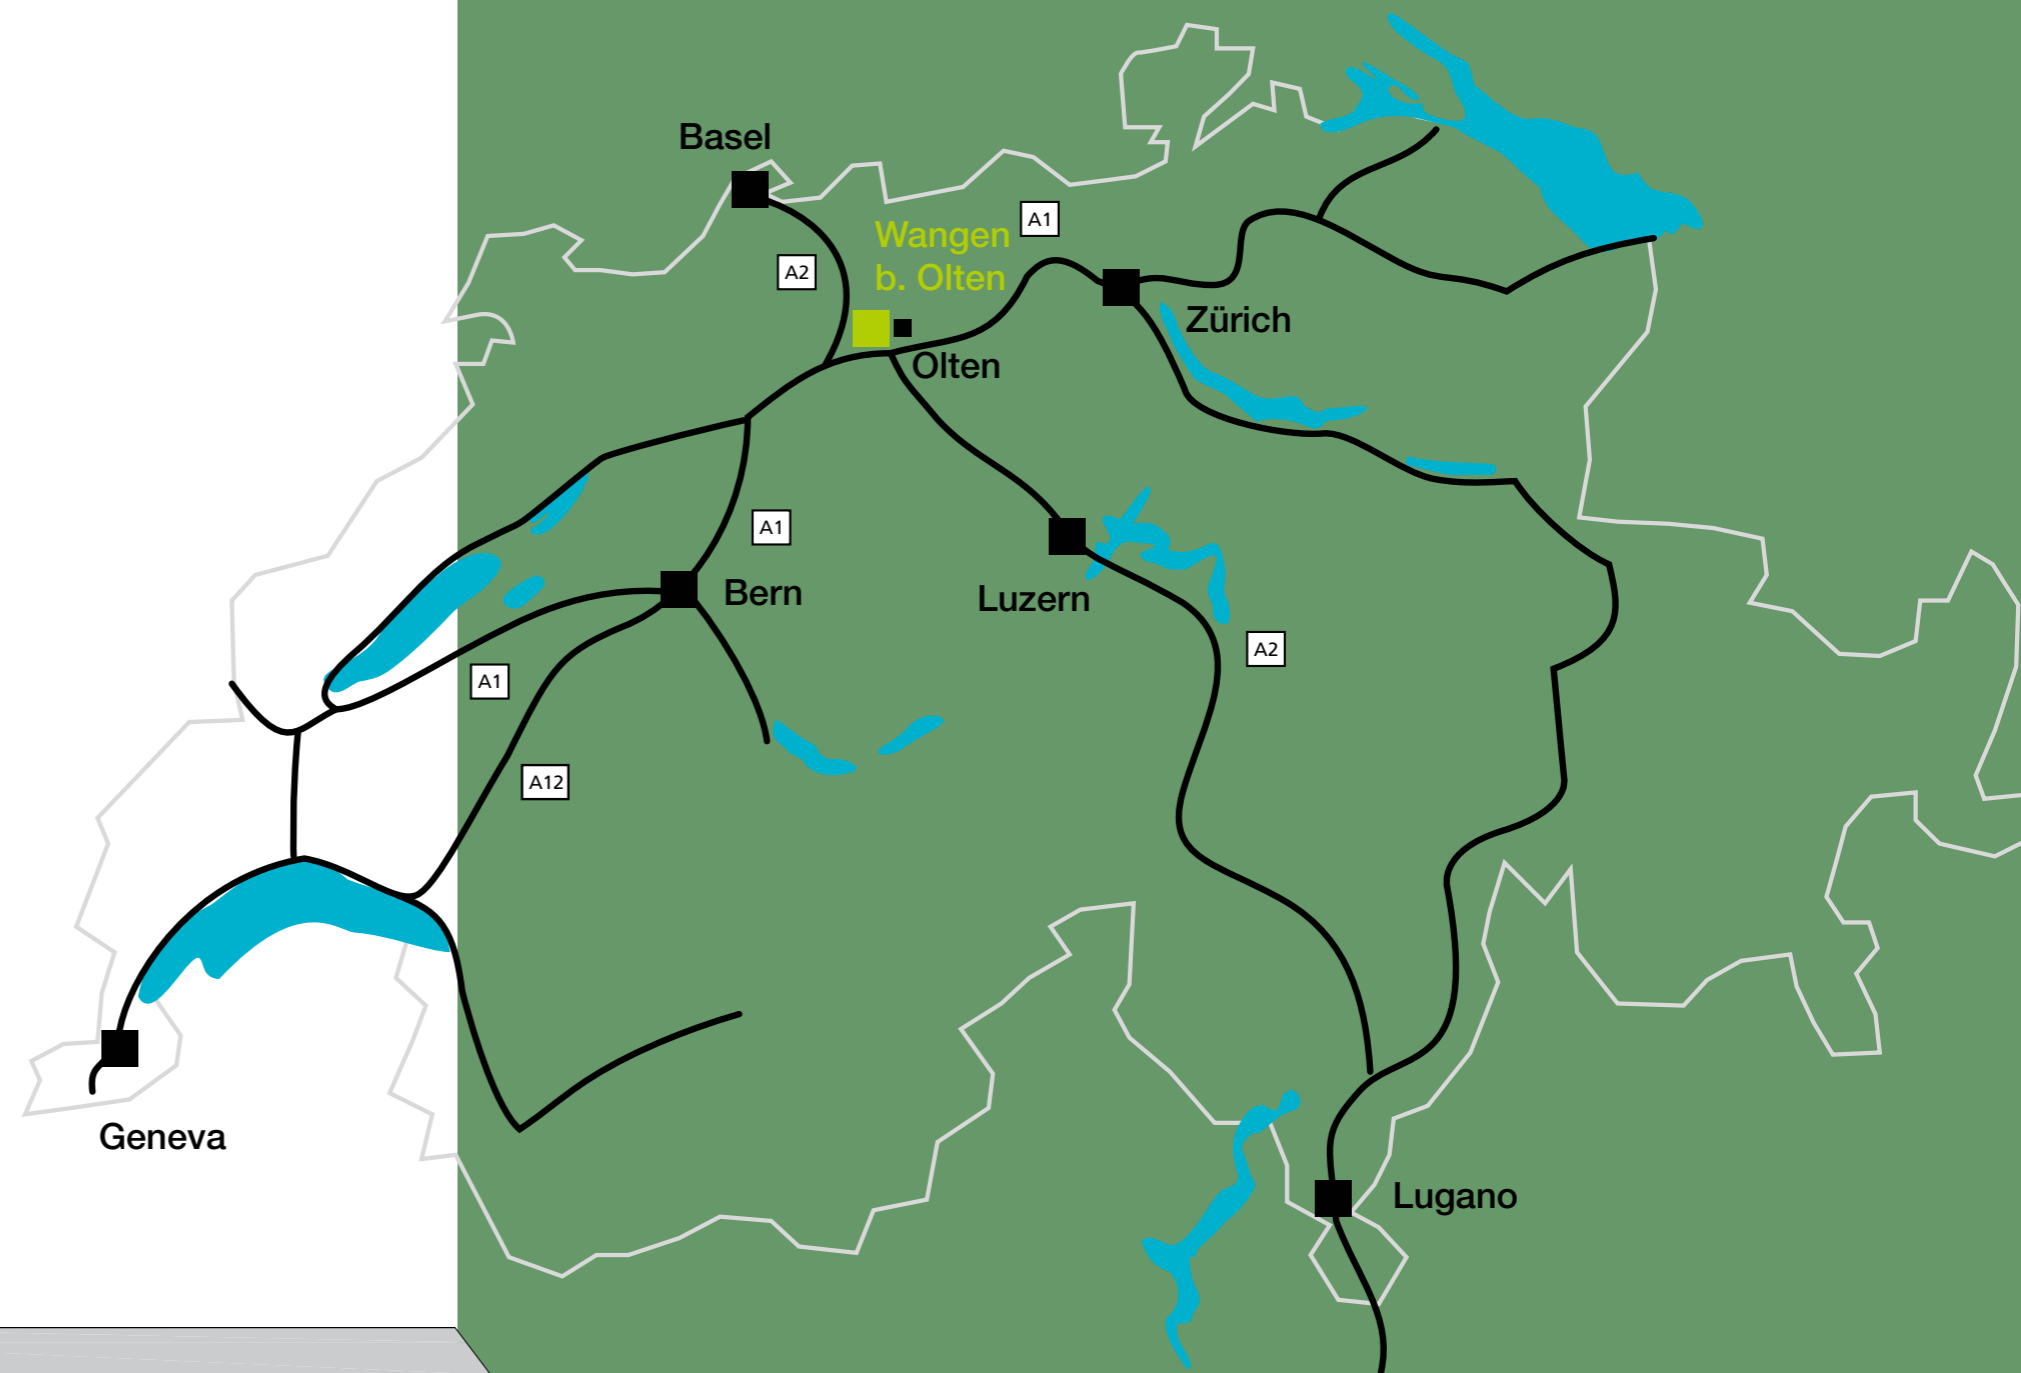 Basel
A1
Wangen
b. Olten
A2
Zürich
Olten
A1
Bern
Luzern
A2
A1
A12
Geneva
Lugano